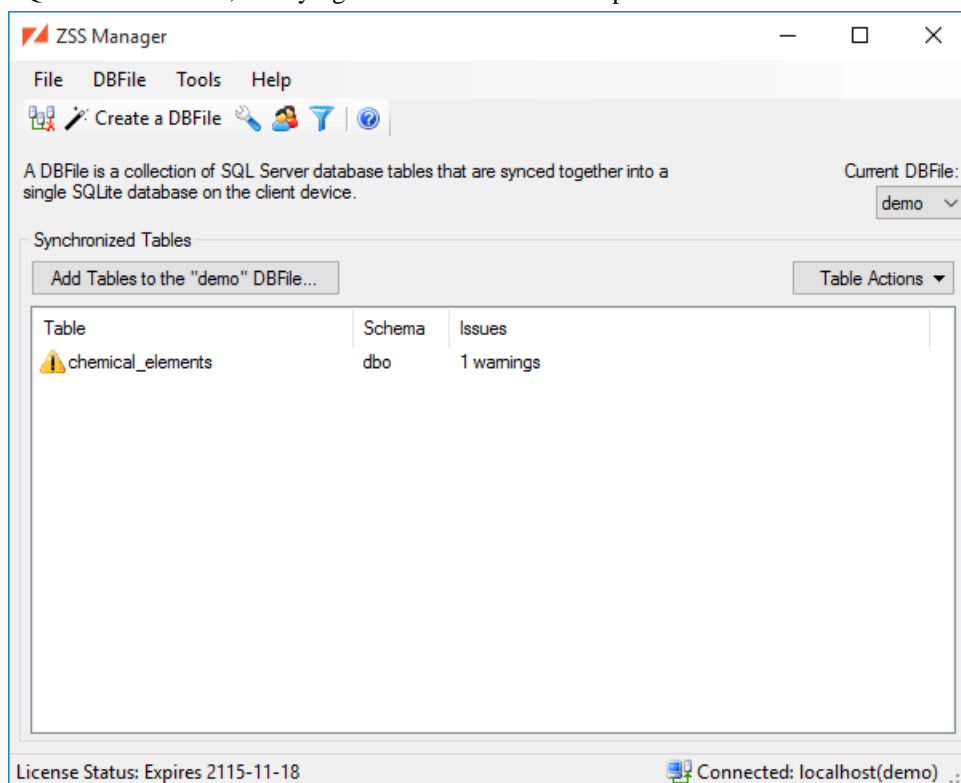 ZSS Manager
File DBFile Tools Help
Create a DBFile
A DBFile is a collection of SQL Server database tables that are synced together into a
single SQLite database on the client device.
Current DBFile:
demo
Synchronized Tables
Add Tables to the "demo" DBFile...
Table Actions
Table Schema Issues
chemical_elements dbo 1 warnings
License Status: Expires 2115-11-18
Connected: localhost(demo)